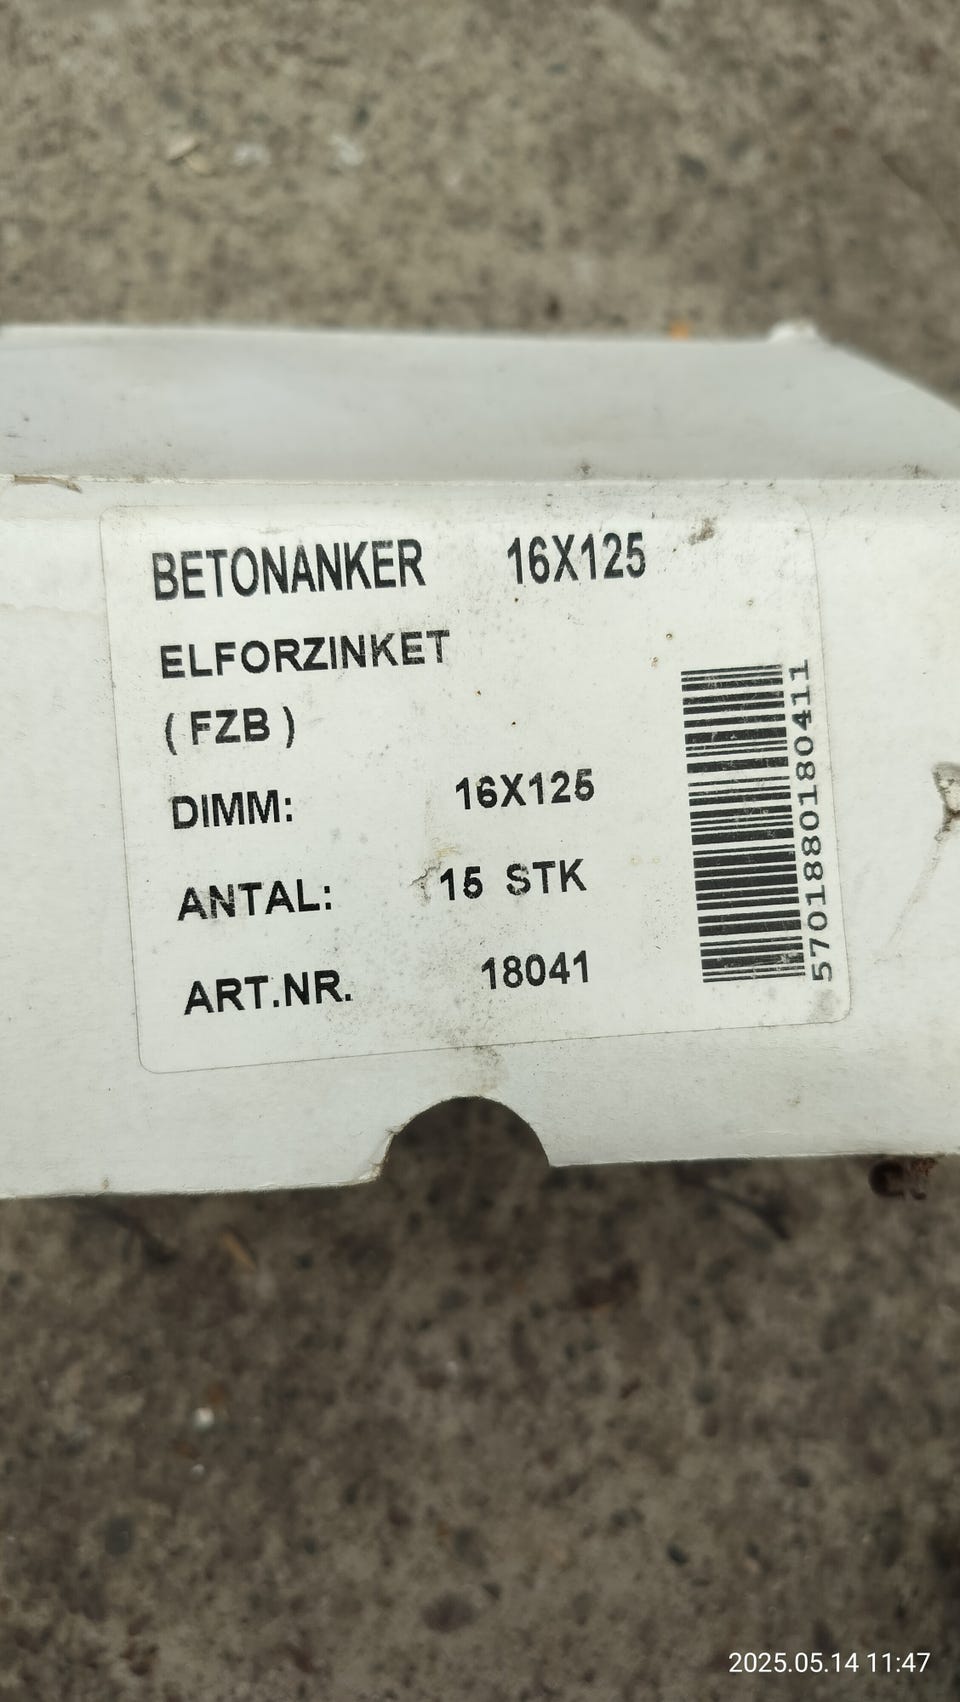 BETONANKER 16X125
ELFORZINKET
( FZB )
DIMM: 16X125
ANTAL: 15 STK
ART.NR. 18041
5701880180411
2025.05.14 11:47